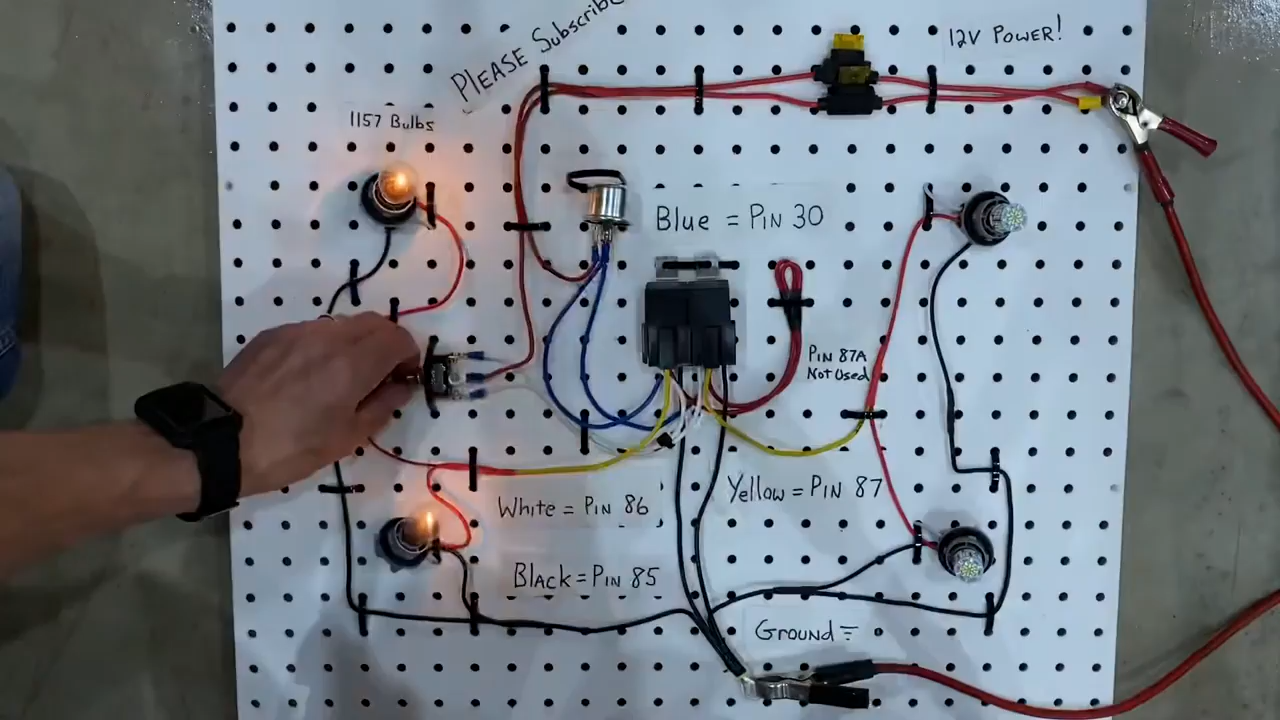 PLEASE Subscribe
12V POWER!
1157 Bulbs
Blue = PIN 30
PIN 87A
Not Used
Yellow = PIN 87
White = PIN 86
Black = PIN 85
Ground